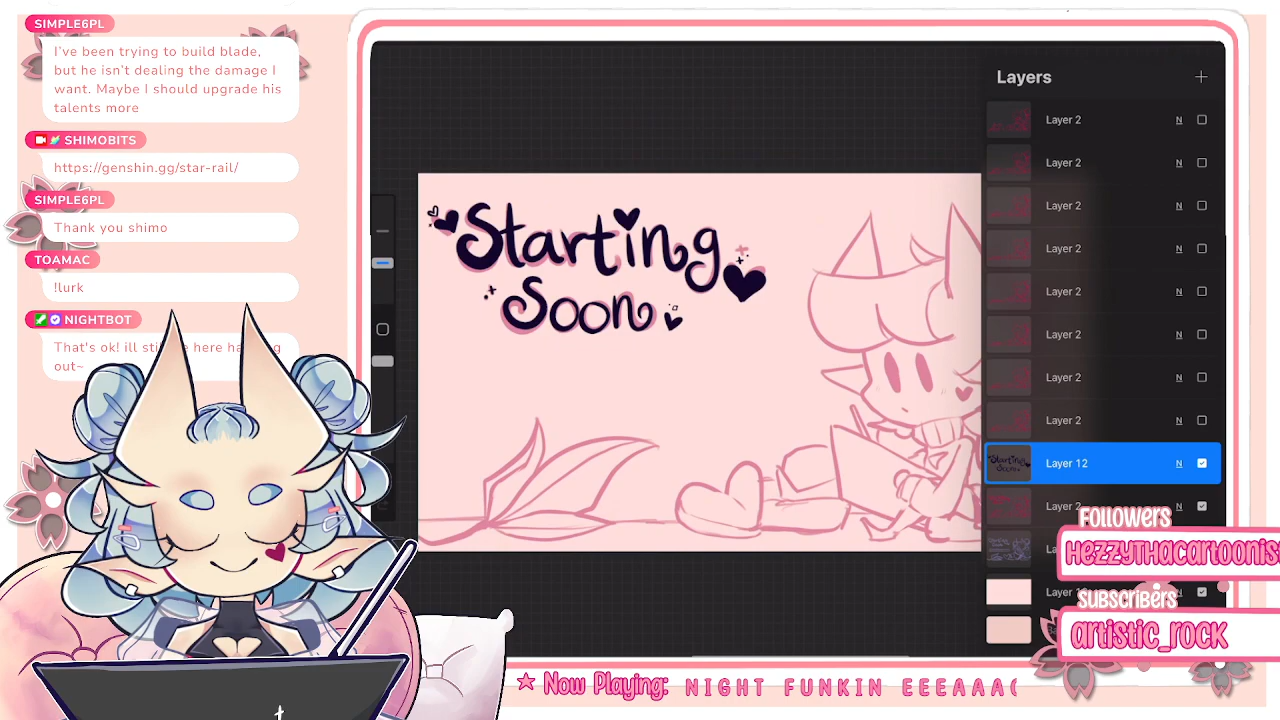 SIMPLE6PL
I've been trying to build blade,
but he isn't dealing the damage I
want. Maybe I should upgrade his
talents more
SHIMOBITS
https://genshin.gg/star-rail/
SIMPLE6PL
Thank you shimo
TOAMAC
!lurk
NIGHTBOT
That's ok! ill
out~
Starting
Soon
Layers
Layer 2 N
Layer 2 N
Layer 2 N
Layer 2 N
Layer 2 N
Layer 2 N
Layer 2 N
Layer 2 N
Starting Soon
Layer 12 N
Layer 2
Followers
HezzyTHACARTOONIST
Subscribers
ARTISTIC_ROCK
Now Playing: NIGHT FUNKIN EEEAAA(